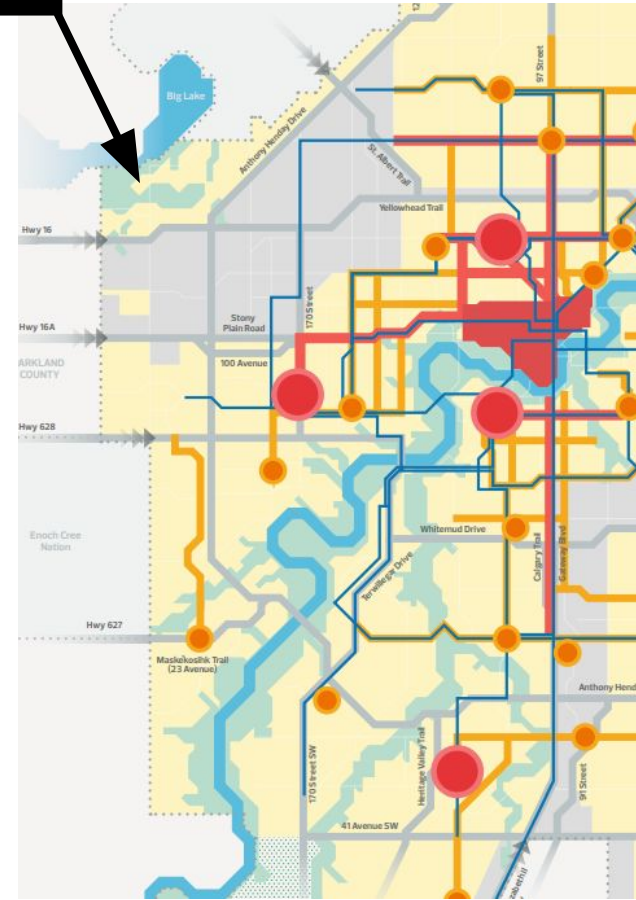 97 Street
Big Lake
Anthony Henday Drive
St. Albert Trail
Yellowhead Trail
Hwy 16
170 Street
Stony
Plain Road
Hwy 16A
100 Avenue
ARKLAND
COUNTY
Hwy 628
Whitemud Drive
Enoch Cree
Nation
Calgary Trail
Gateway Blvd
Terwillegar Drive
Hwy 627
Maskekosihk Trail
(23 Avenue)
Anthony Hend
170 Street SW
Heritage Valley Trail
91 Street
41 Avenue SW